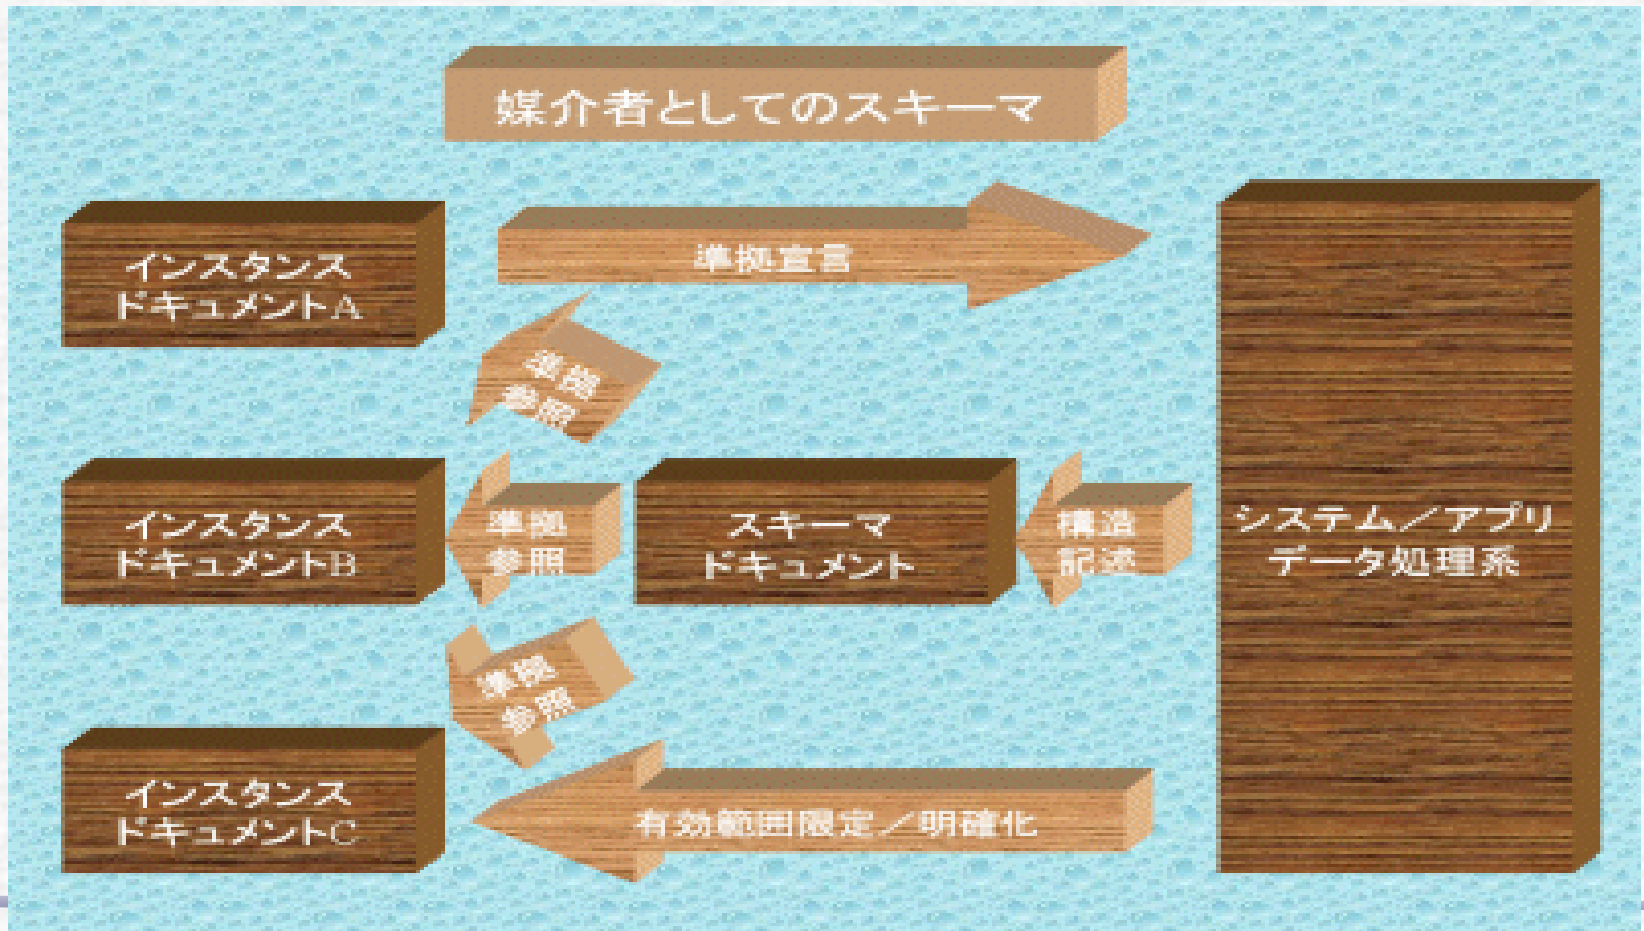 媒介者としてのスキーマ
インスタンス
ドキュメントA
準拠宣言
準拠
参照
インスタンス
ドキュメントB
準拠
参照
スキーマ
ドキュメント
構造
記述
システム／アプリ
データ処理系
準拠
参照
インスタンス
ドキュメントC
有効範囲限定／明確化